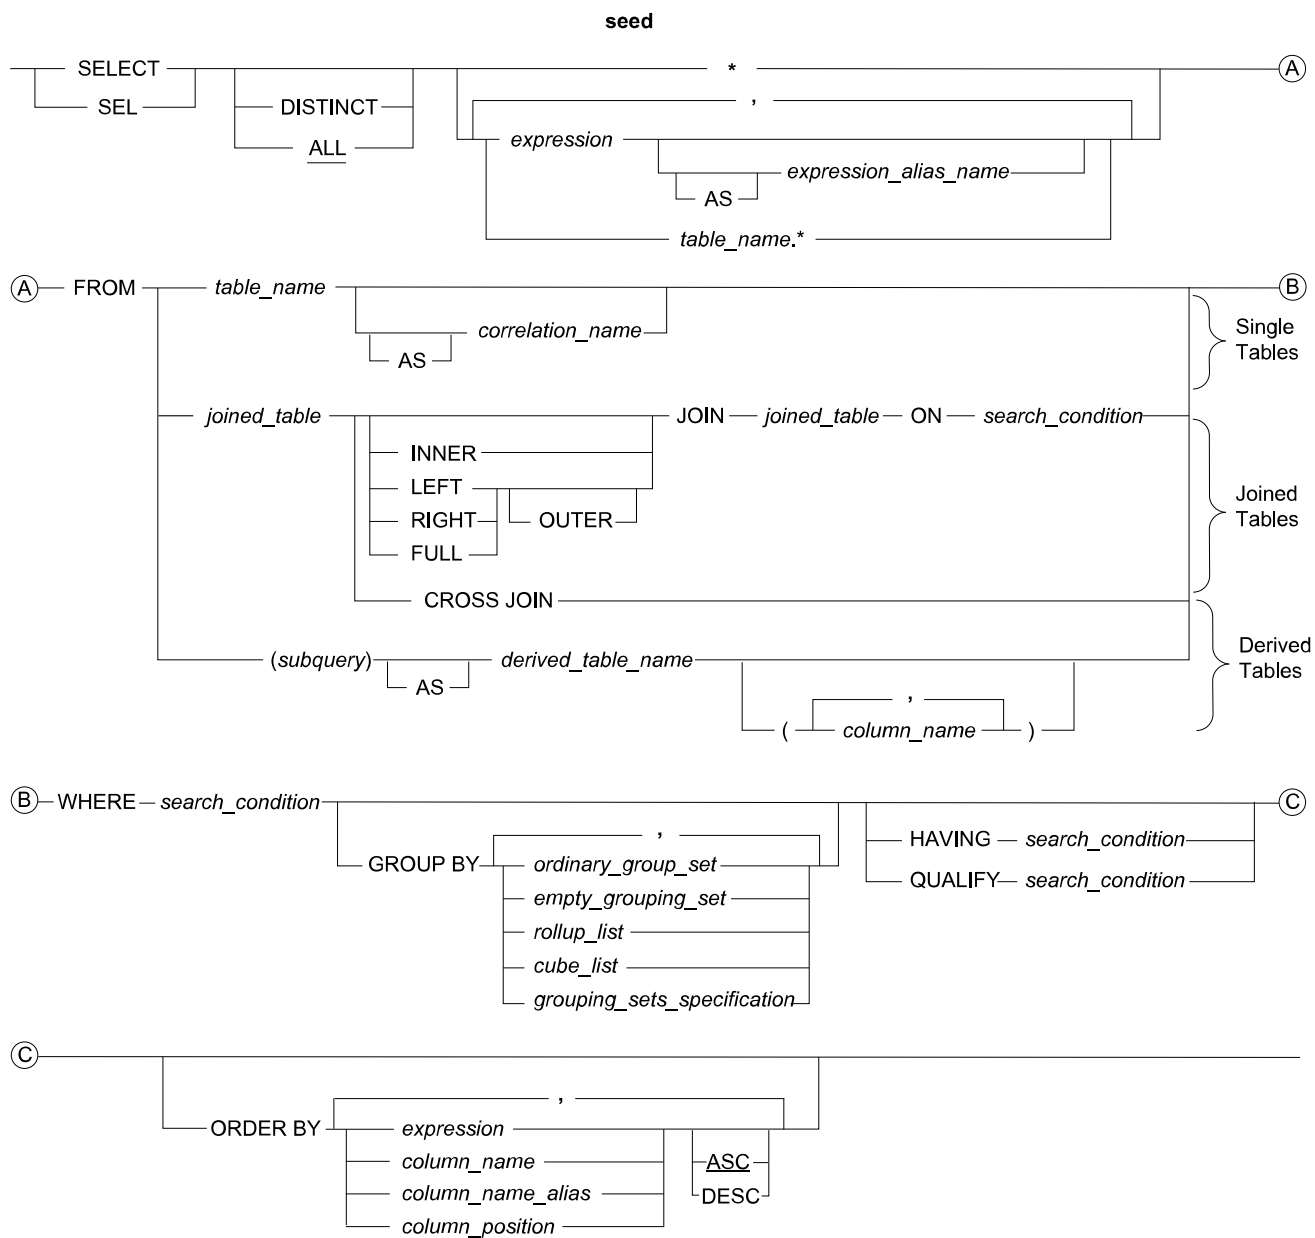 seed
SELECT * A
SEL DISTINCT ,
ALL expression
AS expression_alias_name
table_name.*
A FROM table_name B
AS correlation_name
Single
Tables
joined_table JOIN joined_table ON search_condition
INNER
LEFT
RIGHT OUTER
FULL
Joined
Tables
CROSS JOIN
(subquery) AS derived_table_name
Derived
Tables
,
( column_name )
B WHERE search_condition C
,
GROUP BY ordinary_group_set
empty_grouping_set
rollup_list
cube_list
grouping_sets_specification
HAVING search_condition
QUALIFY search_condition
C
,
ORDER BY expression
column_name
column_name_alias
column_position
ASC
DESC